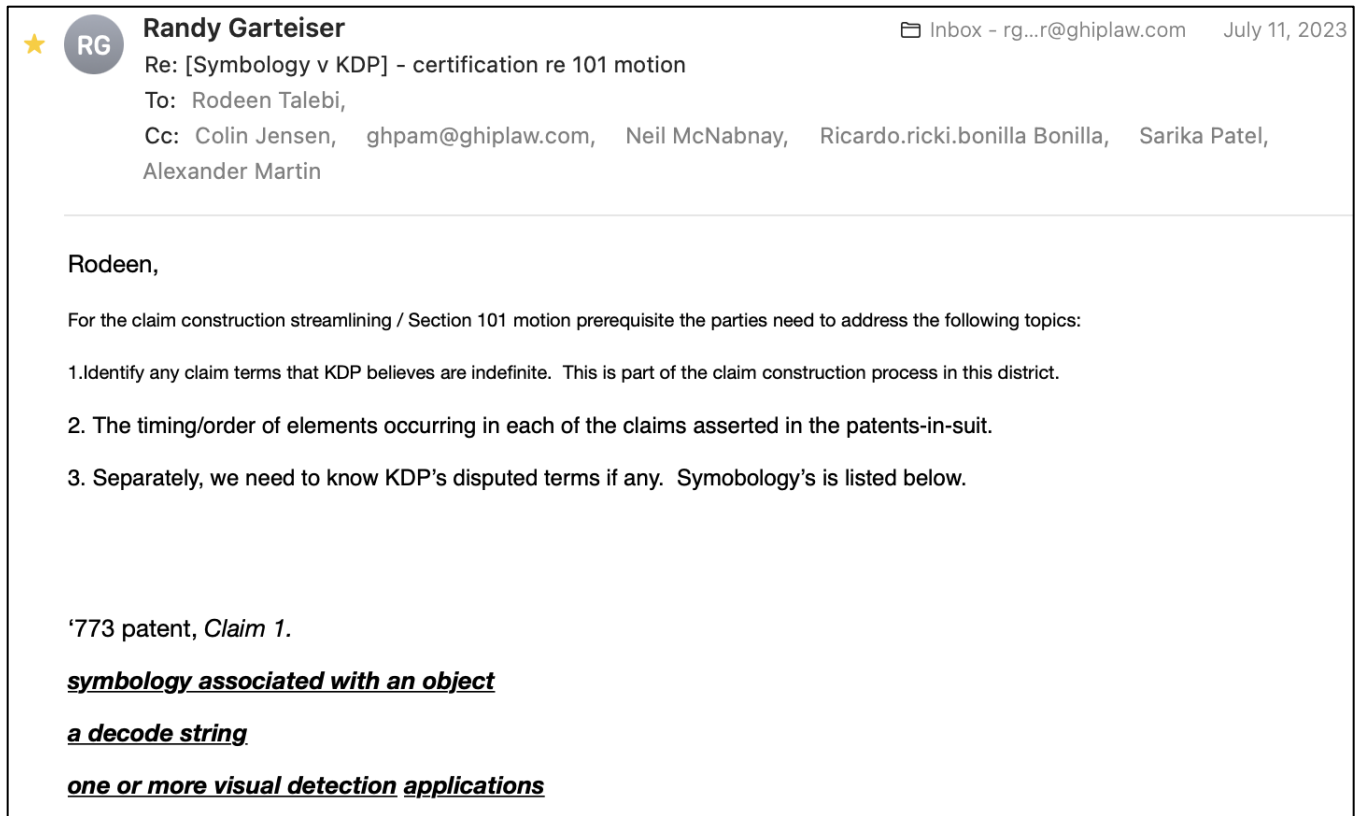 RG
Randy Garteiser
Inbox - rg...r@ghiplaw.com July 11, 2023
Re: [Symbology v KDP] - certification re 101 motion
To: Rodeen Talebi,
Cc: Colin Jensen, ghpam@ghiplaw.com, Neil McNabnay, Ricardo.ricki.bonilla Bonilla, Sarika Patel,
Alexander Martin
Rodeen,
For the claim construction streamlining / Section 101 motion prerequisite the parties need to address the following topics:
1.Identify any claim terms that KDP believes are indefinite. This is part of the claim construction process in this district.
2. The timing/order of elements occurring in each of the claims asserted in the patents-in-suit.
3. Separately, we need to know KDP's disputed terms if any. Symobology's is listed below.
‘773 patent, Claim 1.
symbology associated with an object
a decode string
one or more visual detection applications